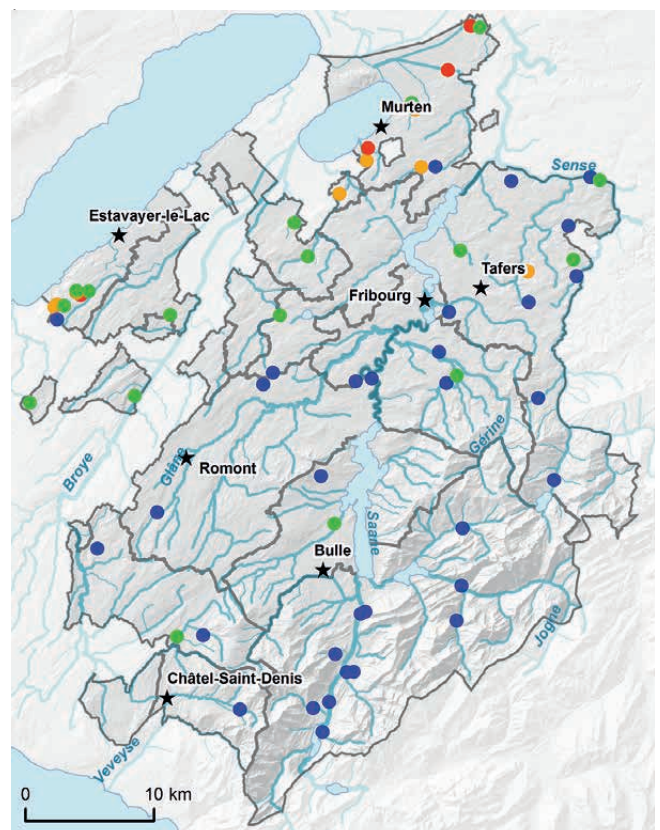 Murten
Sense
Estavayer-le-Lac
Tafers
Fribourg
Gérine
Broye
Glâne
Romont
Saane
Bulle
Jogne
Châtel-Saint-Denis
Veveyse
0 10 km